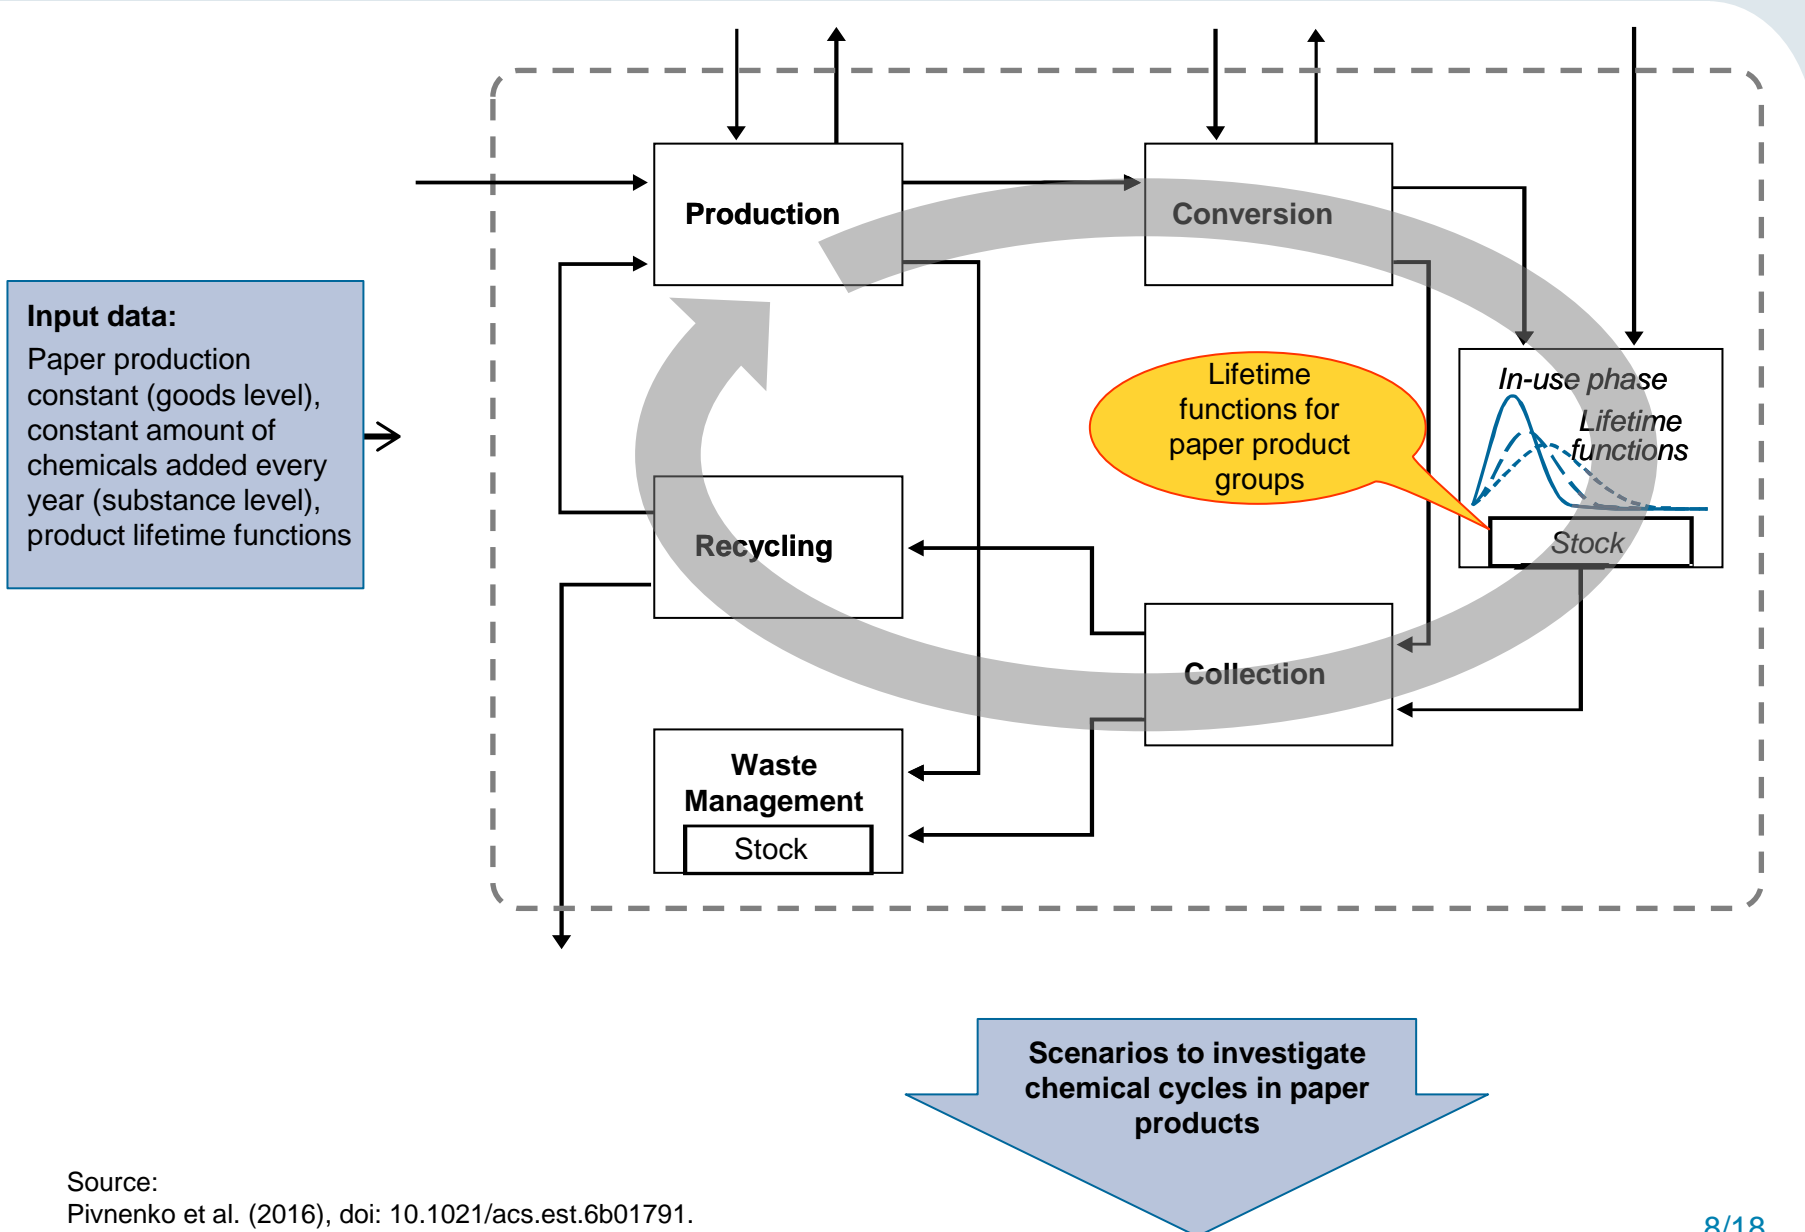 Production
Conversion
Input data:
Paper production
constant (goods level),
constant amount of
chemicals added every
year (substance level),
product lifetime functions
Lifetime
functions for
paper product
groups
In-use phase
Lifetime
functions
Stock
Recycling
Collection
Waste
Management
Stock
Scenarios to investigate
chemical cycles in paper
products
Source:
Pivnenko et al. (2016), doi: 10.1021/acs.est.6b01791.
8/18